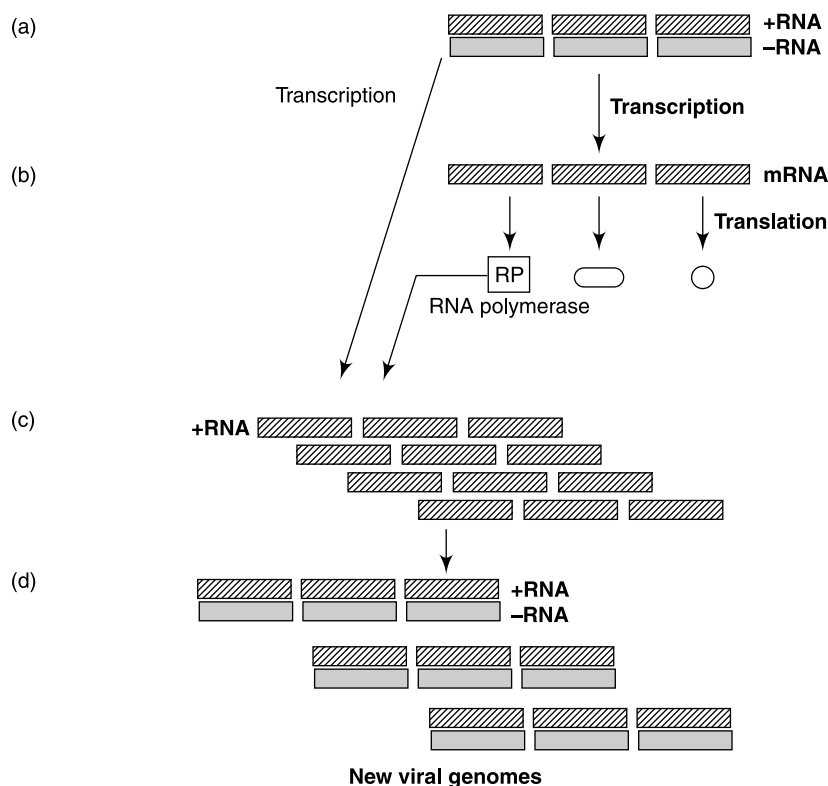 (a)
+RNA
–RNA
Transcription
Transcription
(b)
mRNA
Translation
RP
RNA polymerase
(c)
+RNA
(d)
+RNA
–RNA
New viral genomes